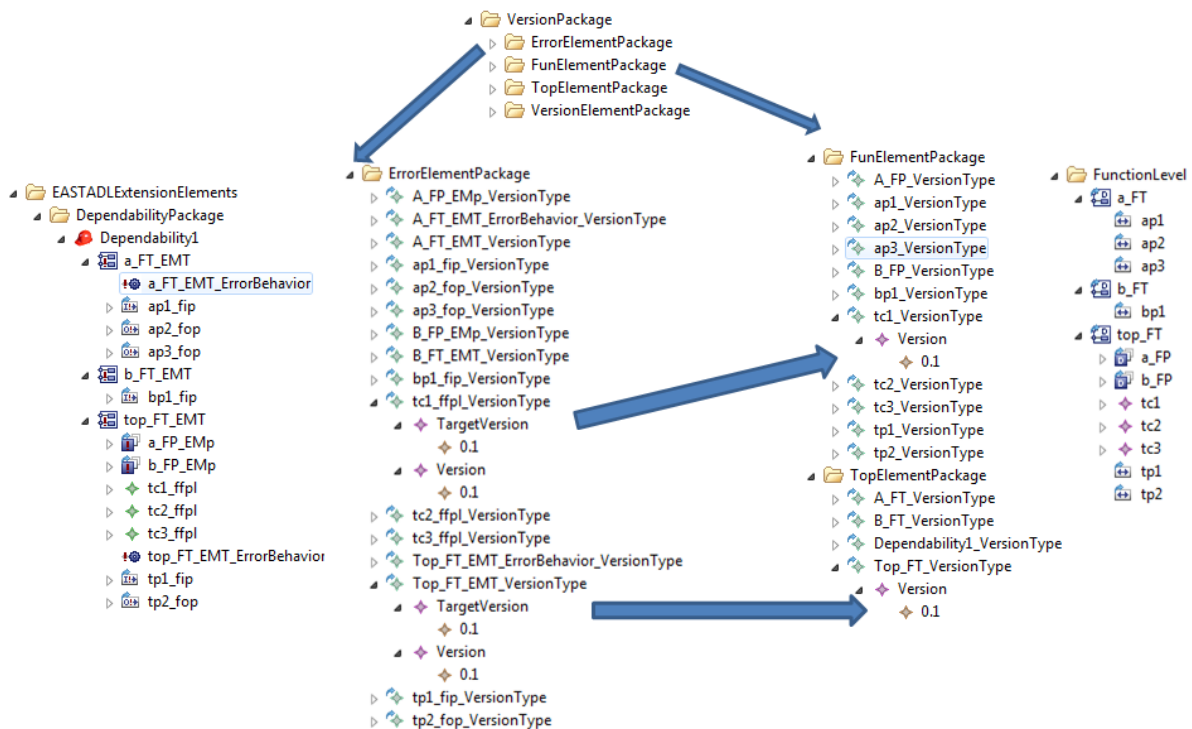 VersionPackage
ErrorElementPackage
FunElementPackage
TopElementPackage
VersionElementPackage
EASTADLExtensionElements
DependabilityPackage
Dependability1
a_FT_EMT
a_FT_EMT_ErrorBehavior
ap1_fip
ap2_fop
ap3_fop
b_FT_EMT
bp1_fip
top_FT_EMT
a_FP_EMp
b_FP_EMp
tc1_ffpl
tc2_ffpl
tc3_ffpl
top_FT_EMT_ErrorBehavior
tp1_fip
tp2_fop
ErrorElementPackage
A_FP_EMp_VersionType
A_FT_EMT_ErrorBehavior_VersionType
A_FT_EMT_VersionType
ap1_fip_VersionType
ap2_fop_VersionType
ap3_fop_VersionType
B_FP_EMp_VersionType
B_FT_EMT_VersionType
bp1_fip_VersionType
tc1_ffpl_VersionType
TargetVersion
0.1
Version
0.1
tc2_ffpl_VersionType
tc3_ffpl_VersionType
Top_FT_EMT_ErrorBehavior_VersionType
Top_FT_EMT_VersionType
TargetVersion
0.1
Version
0.1
tp1_fip_VersionType
tp2_fop_VersionType
FunElementPackage
A_FP_VersionType
ap1_VersionType
ap2_VersionType
ap3_VersionType
B_FP_VersionType
bp1_VersionType
tc1_VersionType
Version
0.1
tc2_VersionType
tc3_VersionType
tp1_VersionType
tp2_VersionType
TopElementPackage
A_FT_VersionType
B_FT_VersionType
Dependability1_VersionType
Top_FT_VersionType
Version
0.1
FunctionLevel
a_FT
ap1
ap2
ap3
b_FT
bp1
top_FT
a_FP
b_FP
tc1
tc2
tc3
tp1
tp2